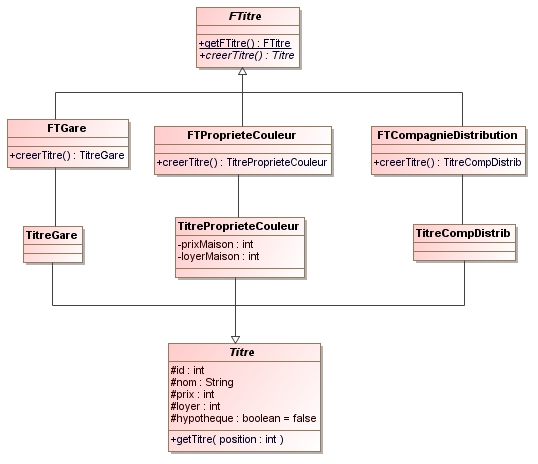 FTitre
+getFTitre() : FTitre
+creerTitre() : Titre
FTGare
+creerTitre() : TitreGare
FTProprieteCouleur
+creerTitre() : TitreProprieteCouleur
FTCompagnieDistribution
+creerTitre() : TitreCompDistrib
TitreGare
TitreProprieteCouleur
-prixMaison : int
-loyerMaison : int
TitreCompDistrib
Titre
#id : int
#nom : String
#prix : int
#loyer : int
#hypotheque : boolean = false
+getTitre( position : int )